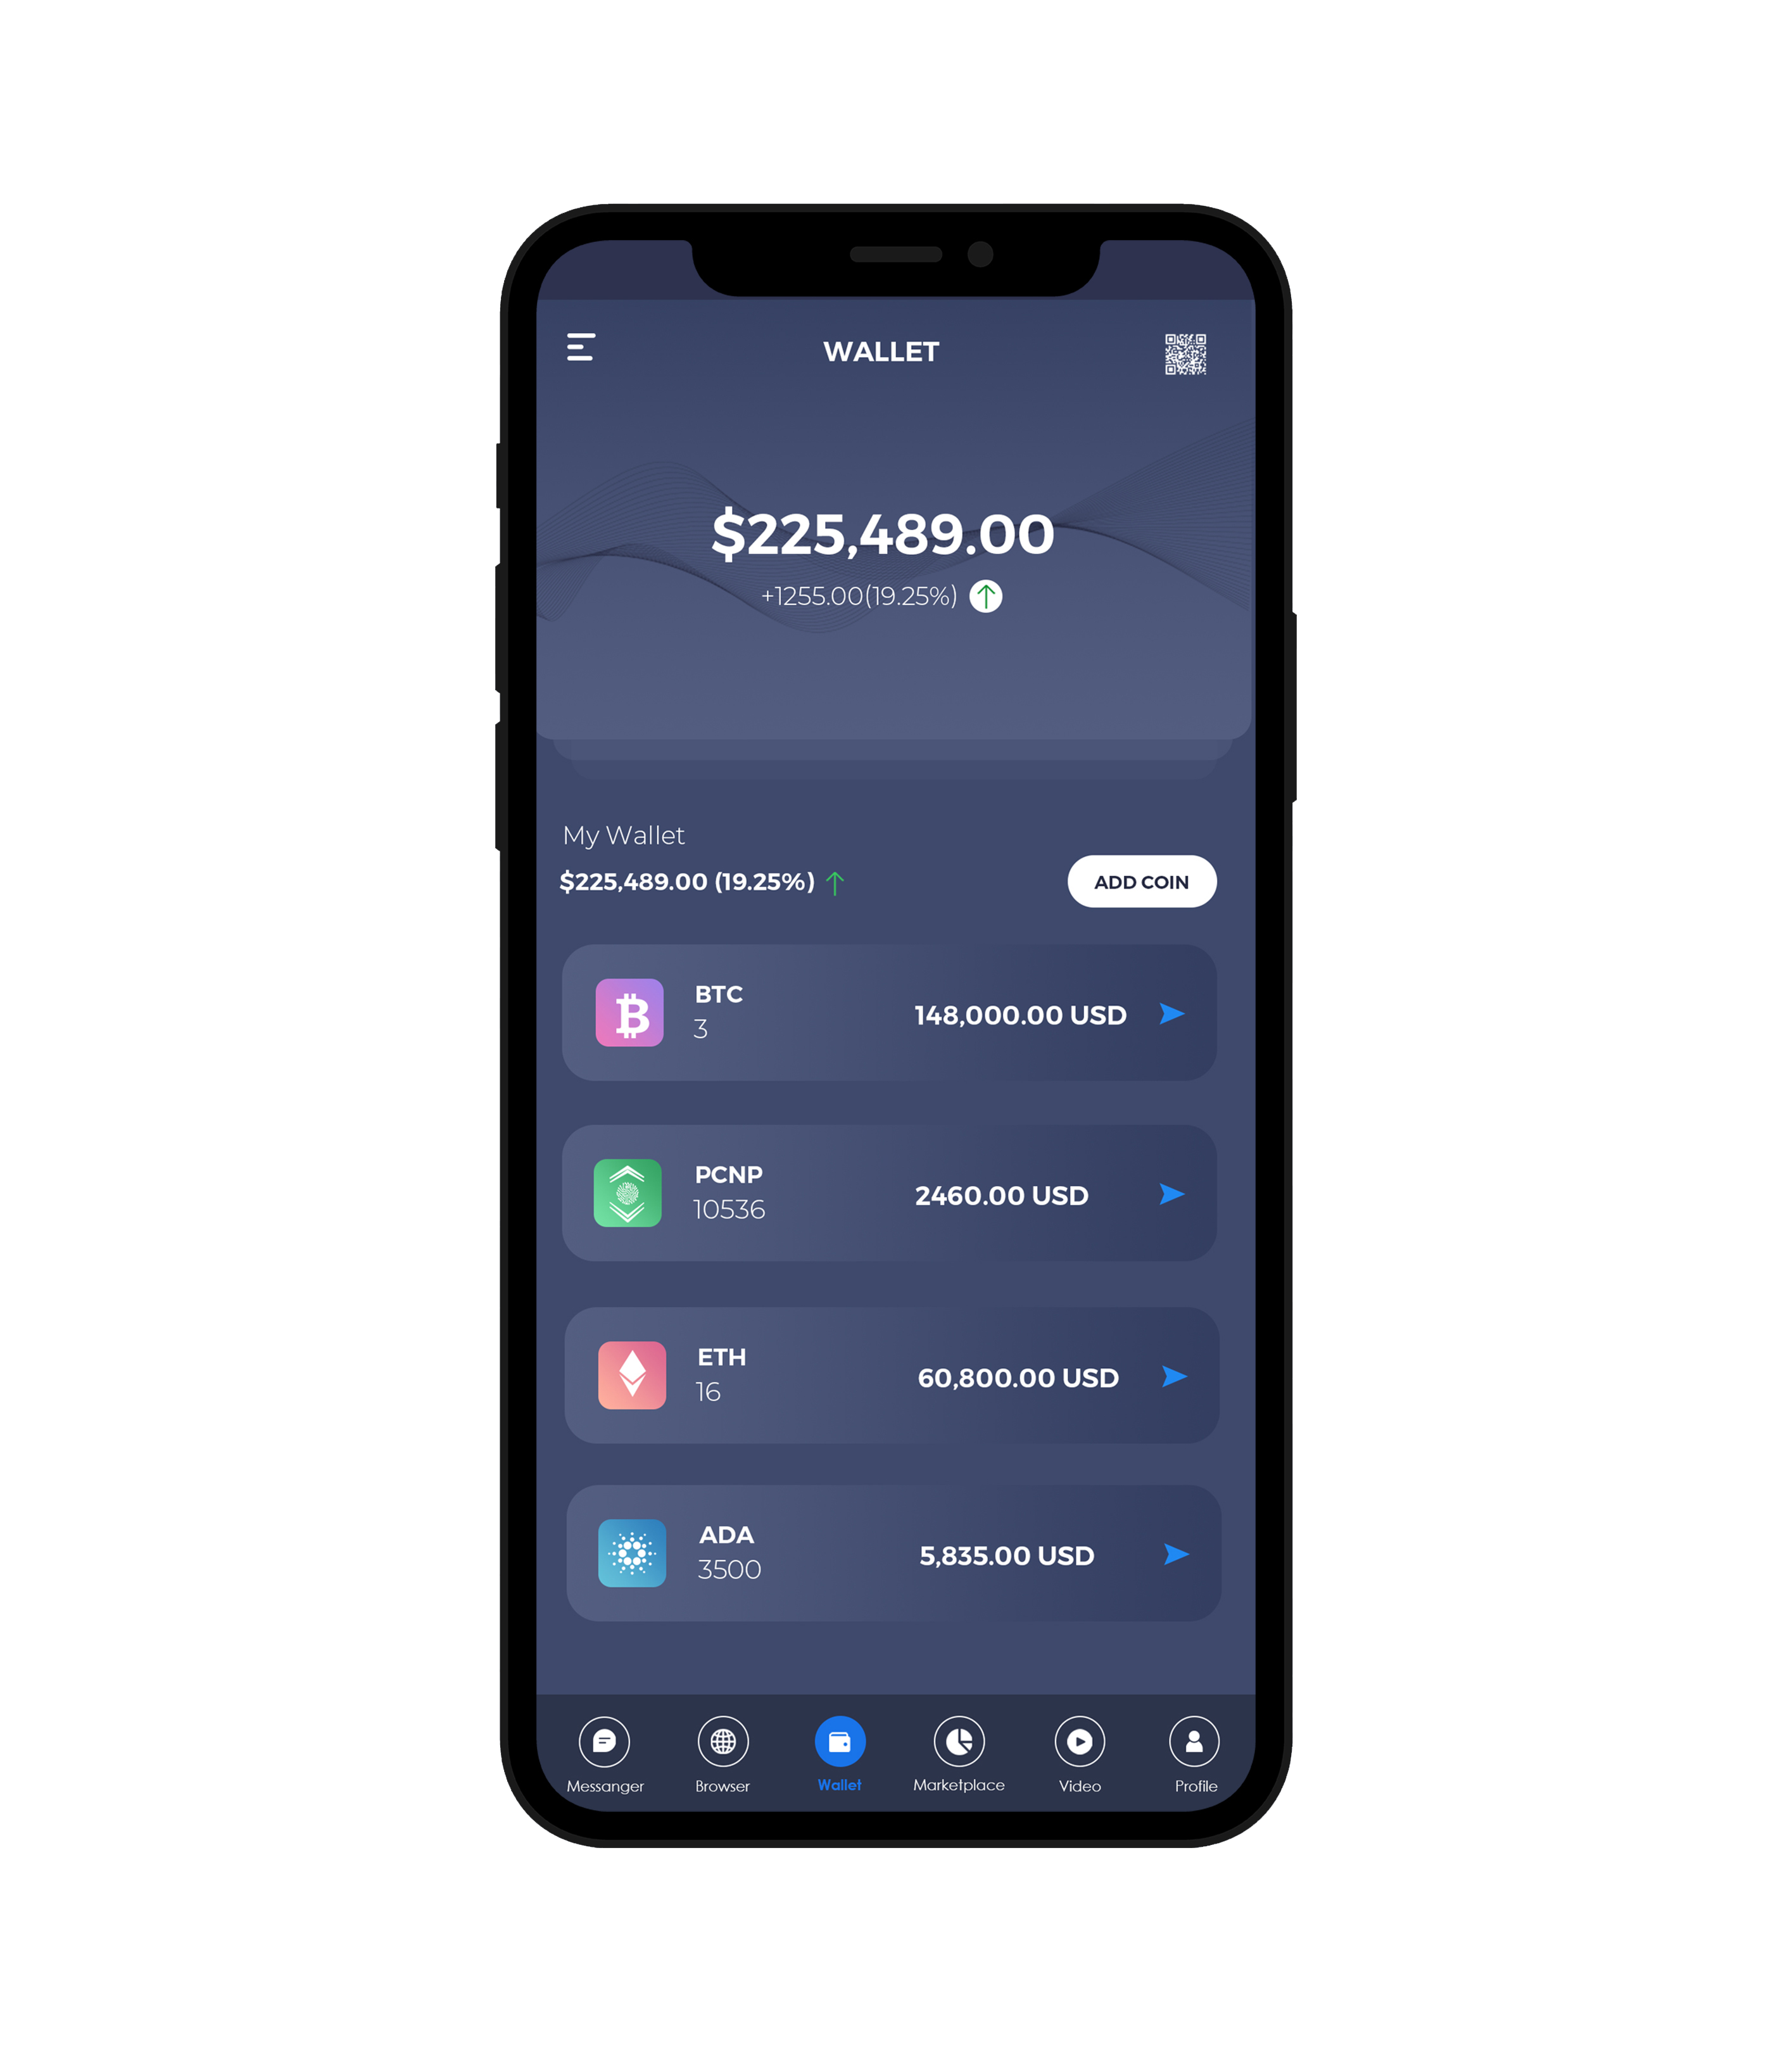 WALLET
$225,489.00
+1255.00(19.25%)
My Wallet
$225,489.00 (19.25%)
ADD COIN
BTC
3
148,000.00 USD
PCNP
10536
2460.00 USD
ETH
16
60,800.00 USD
ADA
3500
5,835.00 USD
Messanger Browser Wallet Marketplace Video Profile